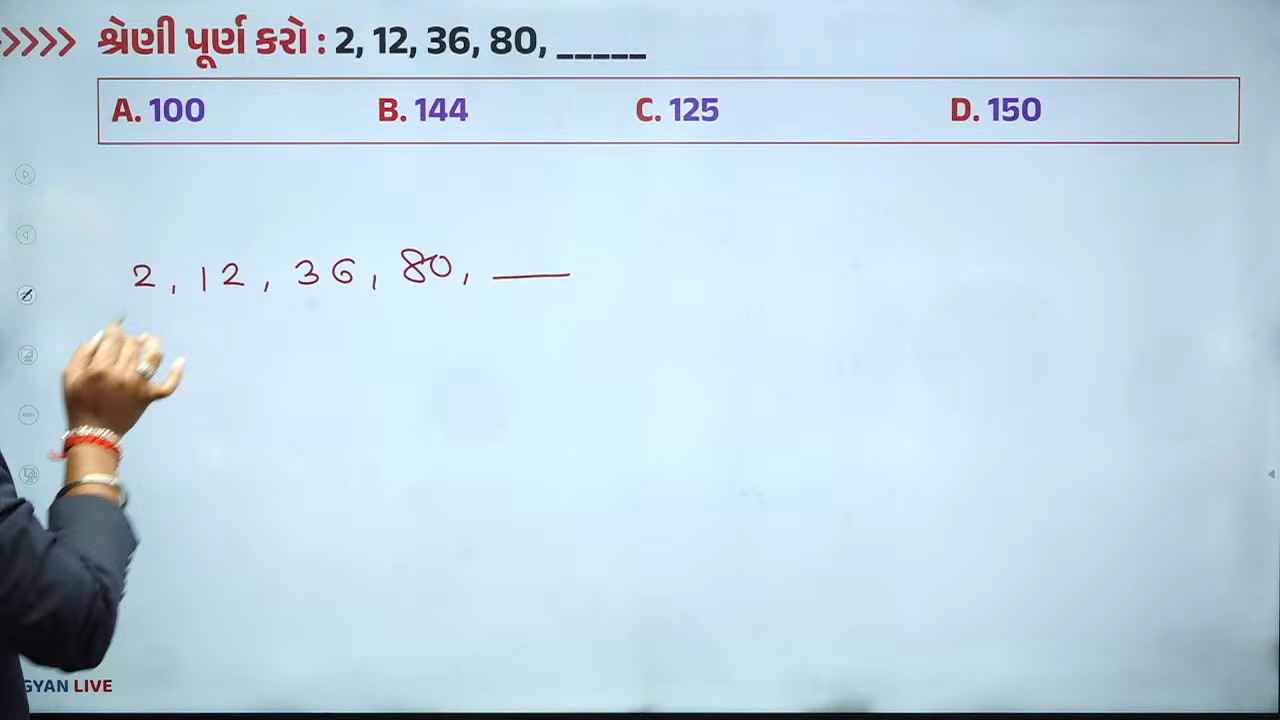 શ્રેણી પૂર્ણ કરો : 2, 12, 36, 80, _____
A. 100 B. 144 C. 125 D. 150
2, 12, 36, 80, ___
GYAN LIVE